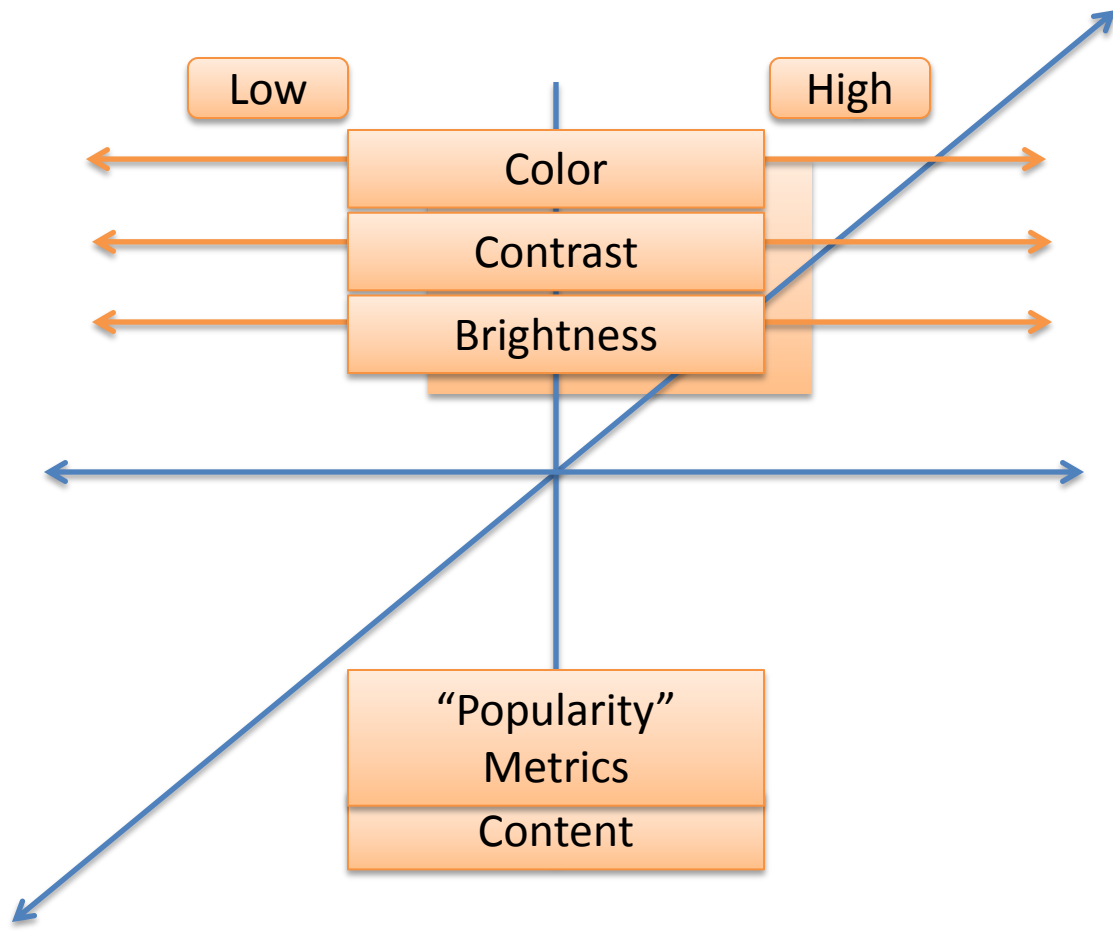 Low
High
Color
Contrast
Brightness
“Popularity”
Metrics
Content